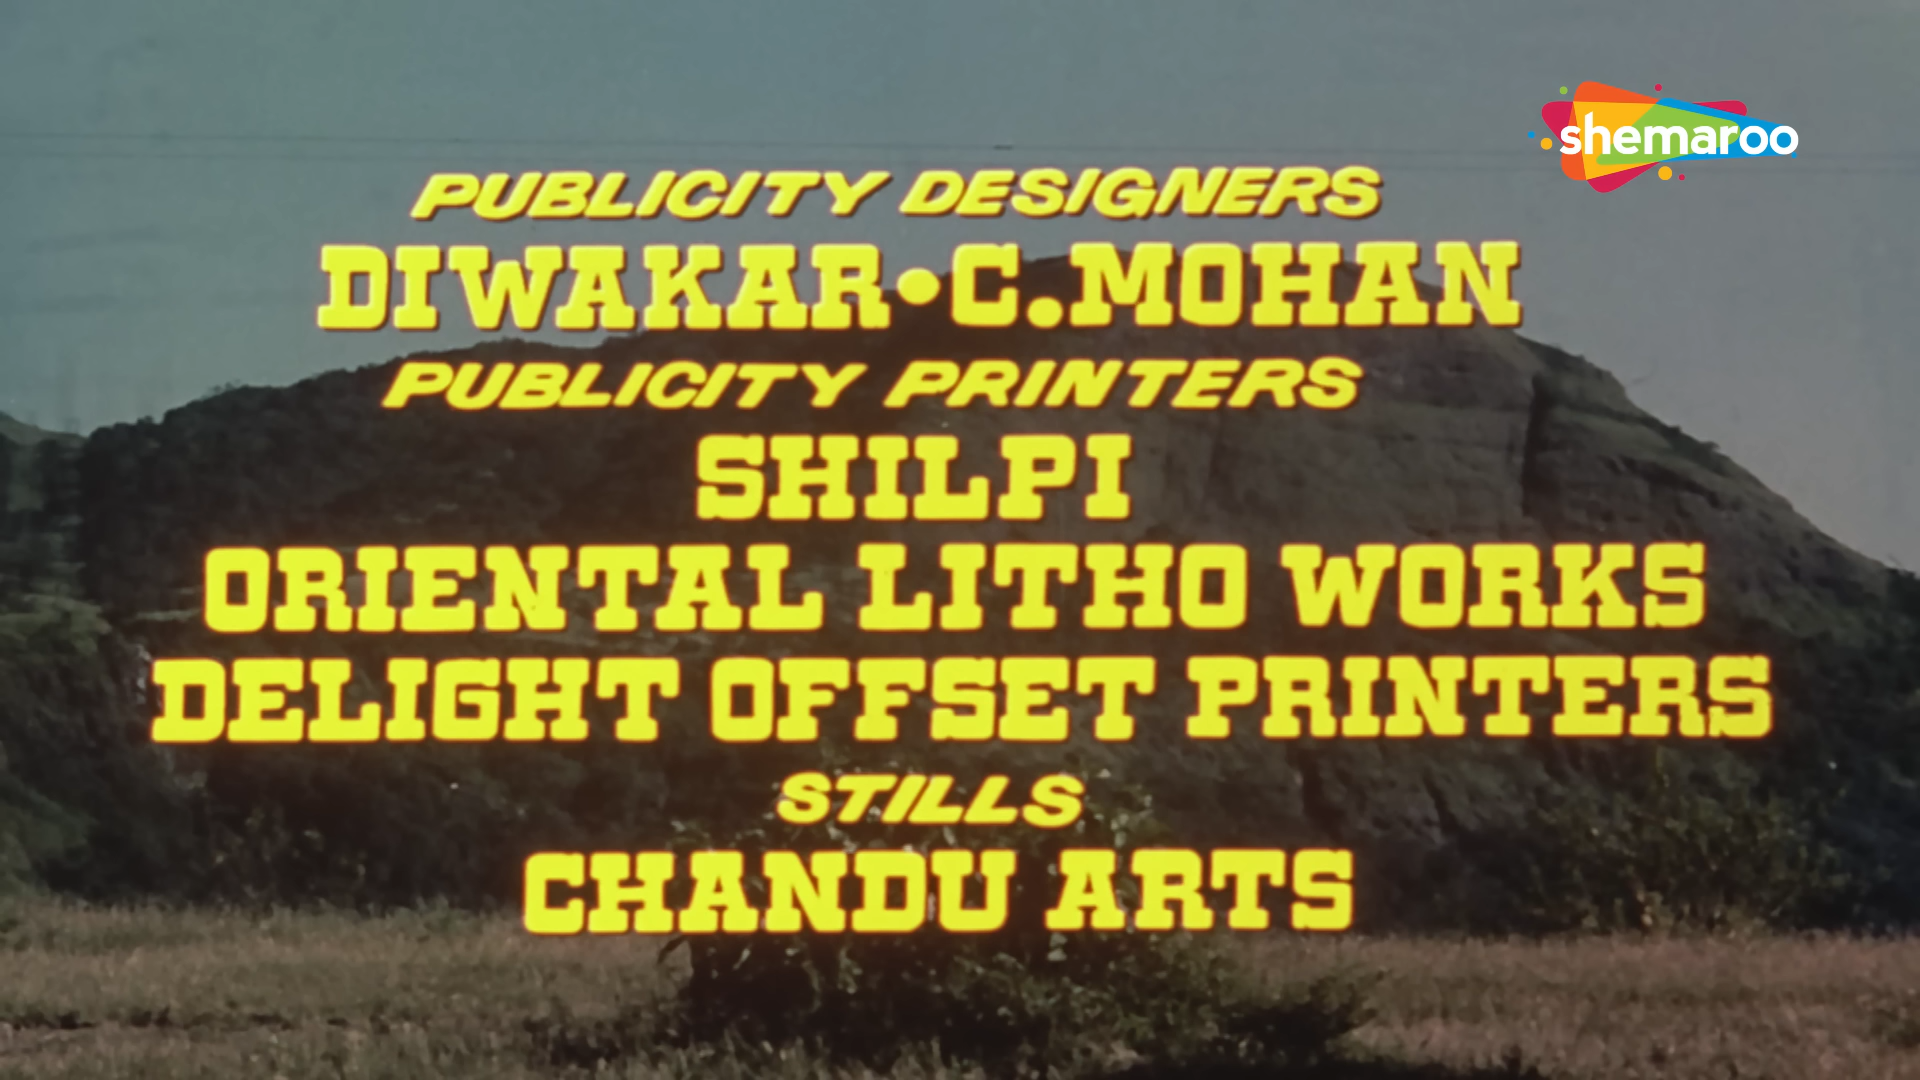 shemaroo
PUBLICITY DESIGNERS
DIWAKAR•C.MOHAN
PUBLICITY PRINTERS
SHILPI
ORIENTAL LITHO WORKS
DELIGHT OFFSET PRINTERS
STILLS
CHANDU ARTS